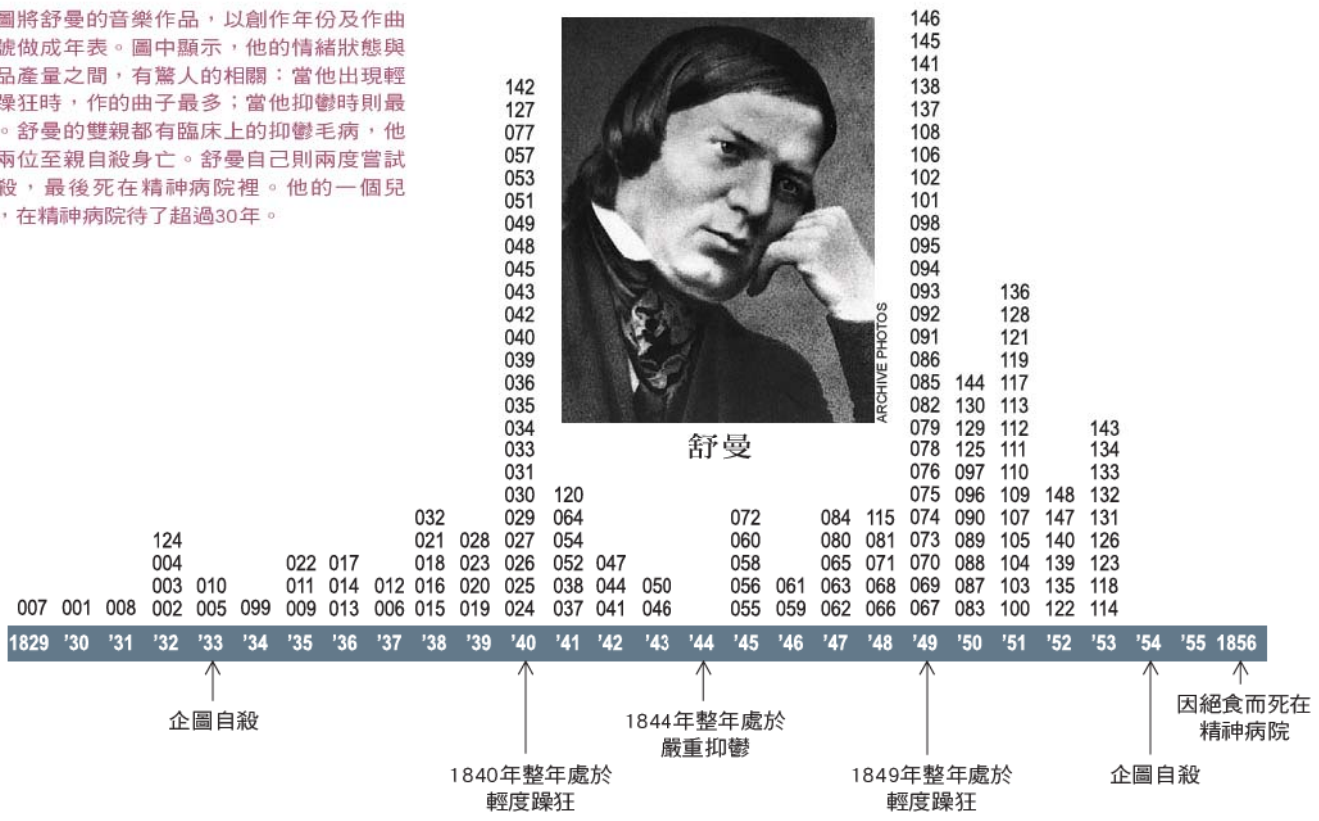 圖將舒曼的音樂作品，以創作年份及作曲
號做成年表。圖中顯示，他的情緒狀態與
品產量之間，有驚人的相關：當他出現輕
躁狂時，作的曲子最多；當他抑鬱時則最
。舒曼的雙親都有臨床上的抑鬱毛病，他
兩位至親自殺身亡。舒曼自己則兩度嘗試
殺，最後死在精神病院裡。他的一個兒
，在精神病院待了超過30年。
ARCHIVE PHOTOS
舒曼
146
145
141
142 138
127 137
077 108
057 106
053 102
051 101
049 098
048 095
045 094
043 093 136
042 092 128
040 091 121
039 086 119
036 085 144 117
035 082 130 113
034 079 129 112 143
033 078 125 111 134
031 076 097 110 133
030 120 075 096 109 148 132
032 029 064 072 084 115 074 090 107 147 131
124 021 028 027 054 060 080 081 073 089 105 140 126
004 022 017 018 023 026 052 047 058 065 071 070 088 104 139 123
003 010 011 014 012 016 020 025 038 044 050 056 061 063 068 069 087 103 135 118
007 001 008 002 005 099 009 013 006 015 019 024 037 041 046 055 059 062 066 067 083 100 122 114
1829 ’30 ’31 ’32 ’33 ’34 ’35 ’36 ’37 ’38 ’39 ’40 ’41 ’42 ’43 ’44 ’45 ’46 ’47 ’48 ’49 ’50 ’51 ’52 ’53 ’54 ’55 1856
企圖自殺
1840年整年處於
輕度躁狂
1844年整年處於
嚴重抑鬱
1849年整年處於
輕度躁狂
企圖自殺
因絕食而死在
精神病院